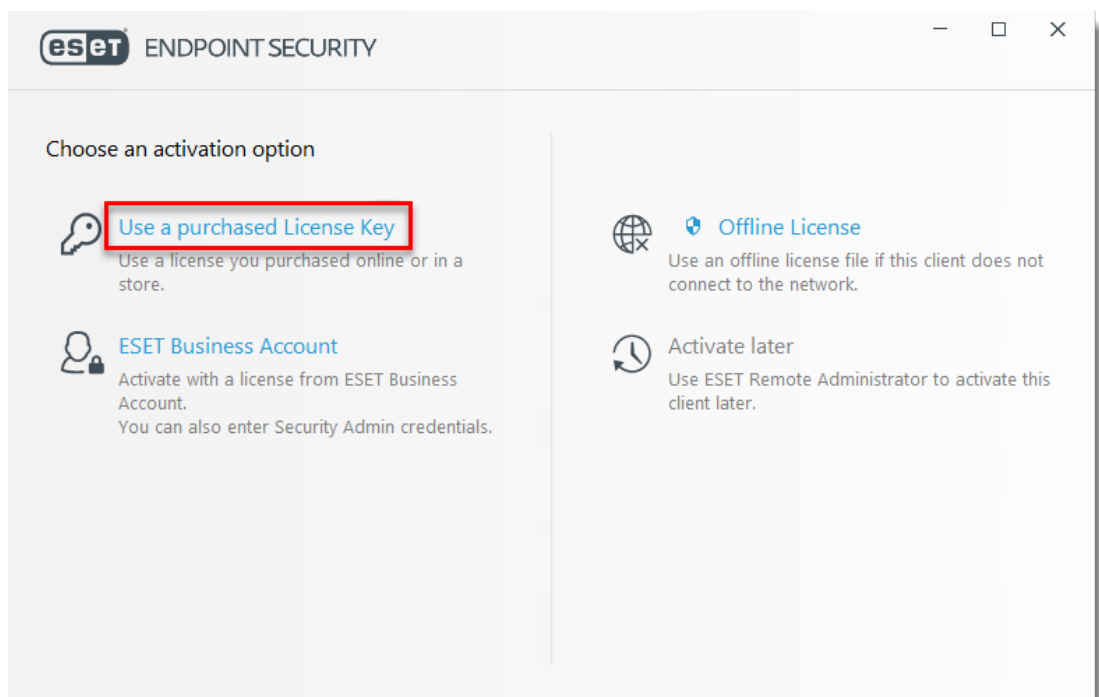 eset ENDPOINT SECURITY
Choose an activation option
Use a purchased License Key
Use a license you purchased online or in a
store.
ESET Business Account
Activate with a license from ESET Business
Account.
You can also enter Security Admin credentials.
Offline License
Use an offline license file if this client does not
connect to the network.
Activate later
Use ESET Remote Administrator to activate this
client later.